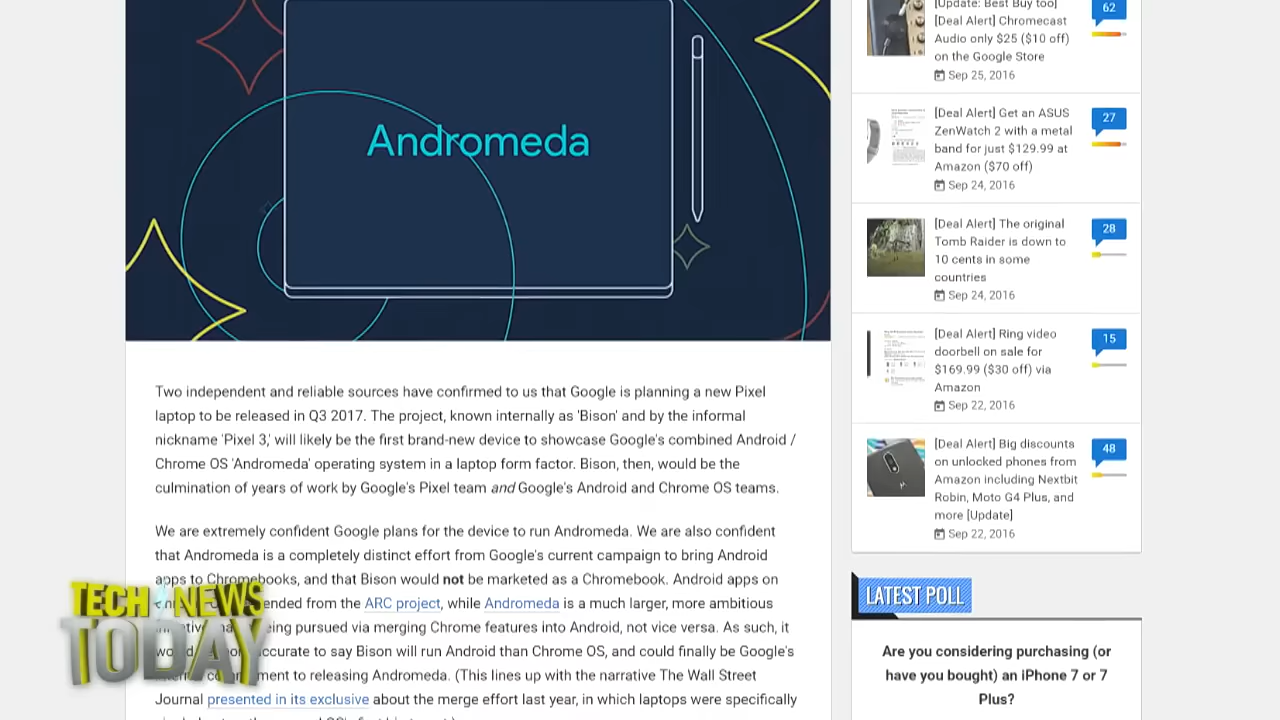 Andromeda
Two independent and reliable sources have confirmed to us that Google is planning a new Pixel
laptop to be released in Q3 2017. The project, known internally as 'Bison' and by the informal
nickname 'Pixel 3,' will likely be the first brand-new device to showcase Google's combined Android /
Chrome OS 'Andromeda' operating system in a laptop form factor. Bison, then, would be the
culmination of years of work by Google's Pixel team and Google's Android and Chrome OS teams.
We are extremely confident Google plans for the device to run Andromeda. We are also confident
that Andromeda is a completely distinct effort from Google's current campaign to bring Android
apps to Chromebooks, and that Bison would not be marketed as a Chromebook. Android apps on
ended from the ARC project, while Andromeda is a much larger, more ambitious
being pursued via merging Chrome features into Android, not vice versa. As such, it
accurate to say Bison will run Android than Chrome OS, and could finally be Google's
to releasing Andromeda. (This lines up with the narrative The Wall Street
Journal presented in its exclusive about the merge effort last year, in which laptops were specifically
TECH NEWS
TODAY
[Update: Best Buy too]
[Deal Alert] Chromecast
Audio only $25 ($10 off)
on the Google Store
Sep 25, 2016
62
[Deal Alert] Get an ASUS
ZenWatch 2 with a metal
band for just $129.99 at
Amazon ($70 off)
Sep 24, 2016
27
[Deal Alert] The original
Tomb Raider is down to
10 cents in some
countries
Sep 24, 2016
28
[Deal Alert] Ring video
doorbell on sale for
$169.99 ($30 off) via
Amazon
Sep 22, 2016
15
[Deal Alert] Big discounts
on unlocked phones from
Amazon including Nextbit
Robin, Moto G4 Plus, and
more [Update]
Sep 22, 2016
48
LATEST POLL
Are you considering purchasing (or
have you bought) an iPhone 7 or 7
Plus?